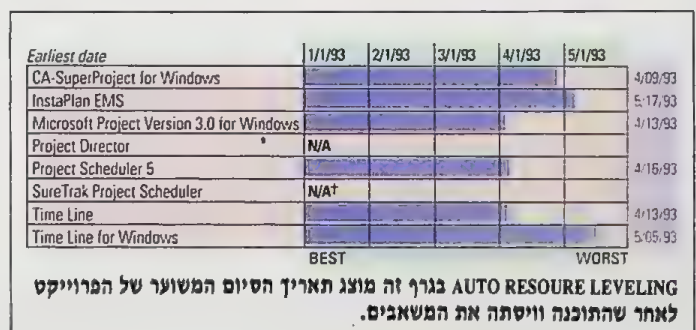 Earliest date 1/1/93 2/1/93 3/1/93 4/1/93 5/1/93
CA-SuperProject for Windows 4/09/93
InstaPlan EMS 5/17/93
Microsoft Project Version 3.0 for Windows 4/13/93
Project Director N/A
Project Scheduler 5 4/15/93
SureTrak Project Scheduler N/A†
Time Line 4/13/93
Time Line for Windows 5/05/93
BEST WORST
AUTO RESOURE LEVELING בגרף זה מוצג תאריך הסיום המשוער של הפרוייקט
לאחר שהתוכנה וויסתה את המשאבים.